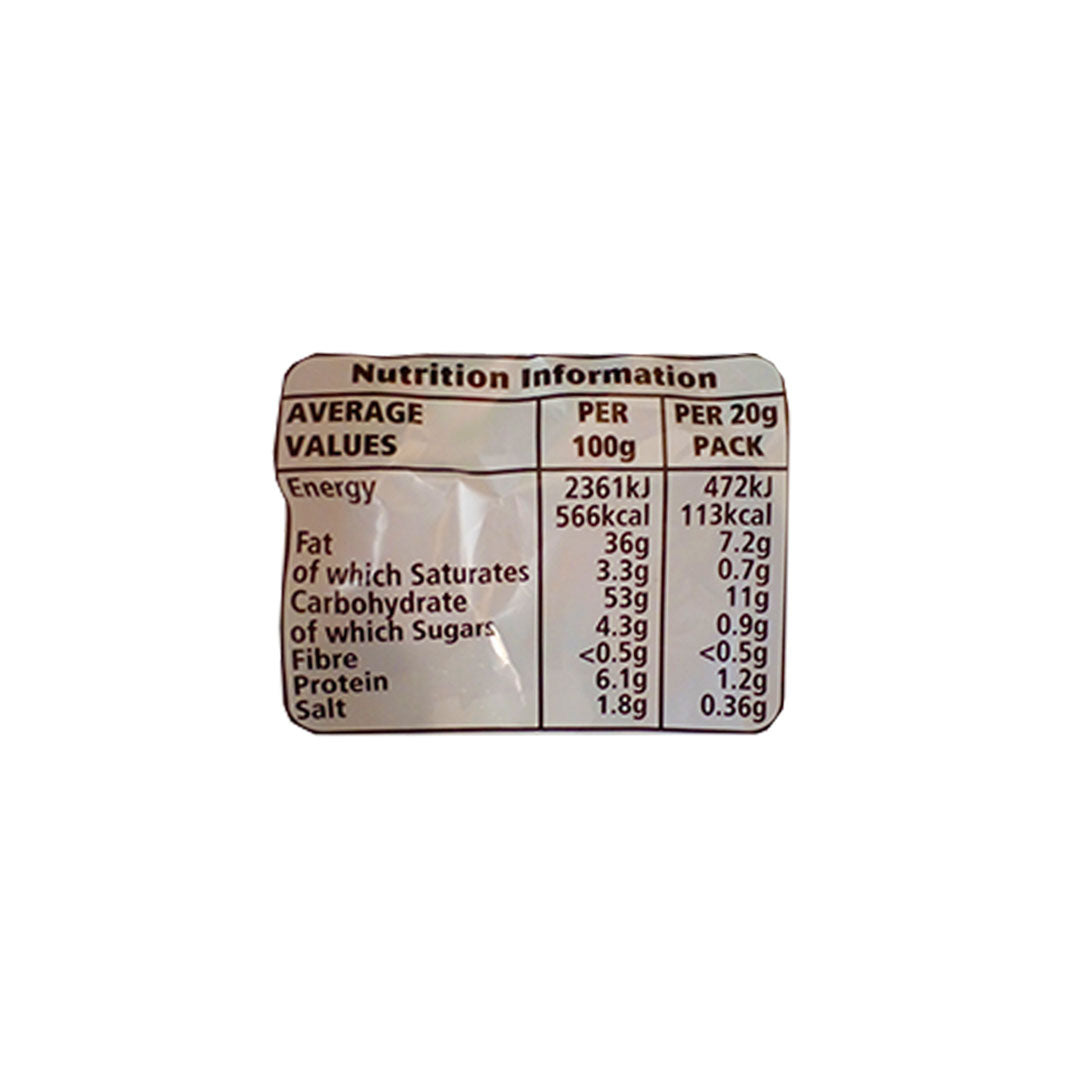 Nutrition Information
AVERAGE VALUES PER 100g PER 20g PACK
Energy 2361kJ 472kJ
566kcal 113kcal
Fat 36g 7.2g
of which Saturates 3.3g 0.7g
Carbohydrate 53g 11g
of which Sugars 4.3g 0.9g
Fibre <0.5g <0.5g
Protein 6.1g 1.2g
Salt 1.8g 0.36g